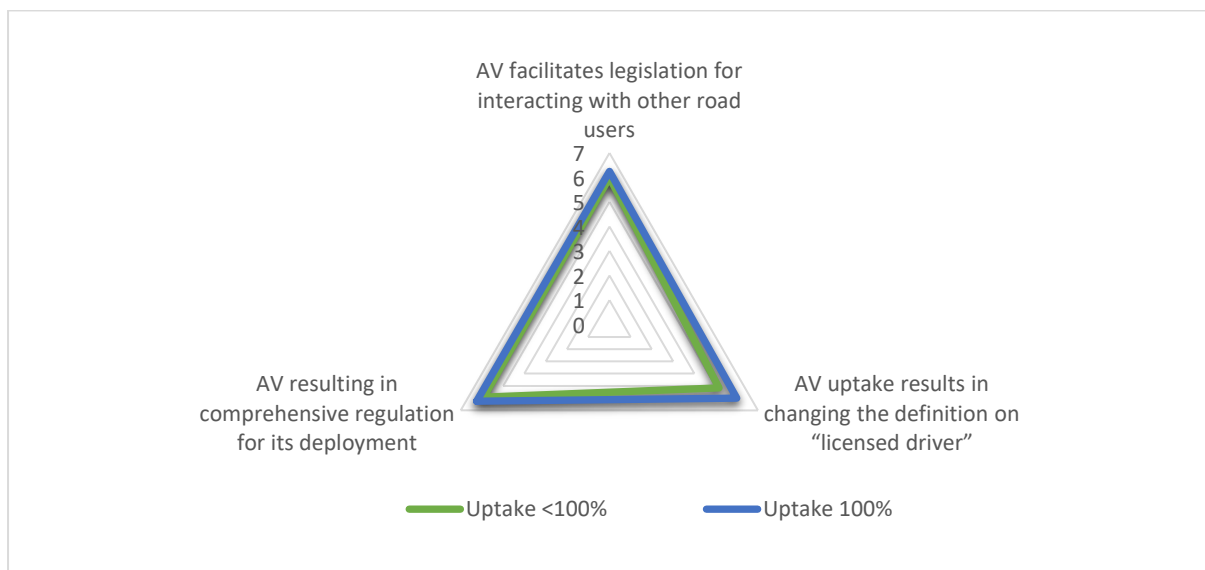 AV facilitates legislation for
interacting with other road
users
7
6
5
4
3
2
1
0
AV resulting in
comprehensive regulation
for its deployment
AV uptake results in
changing the definition on
“licensed driver”
Uptake <100%
Uptake 100%